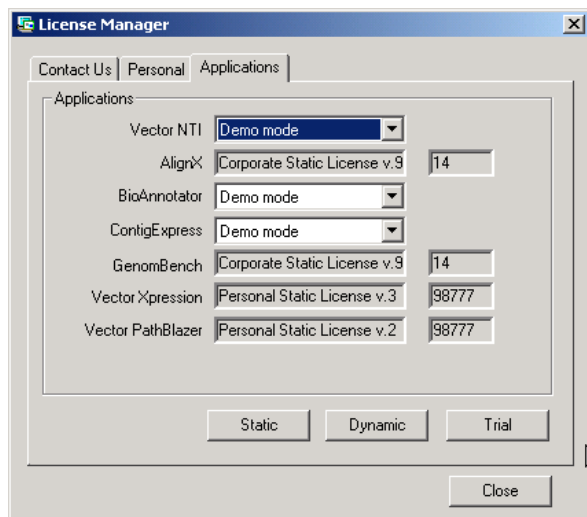 License Manager
Contact Us Personal Applications
Applications
Vector NTI Demo mode
AlignX Corporate Static License v.9 14
BioAnnotator Demo mode
ContigExpress Demo mode
GenomBench Corporate Static License v.9 14
Vector Xpression Personal Static License v.3 98777
Vector PathBlazer Personal Static License v.2 98777
Static Dynamic Trial
Close